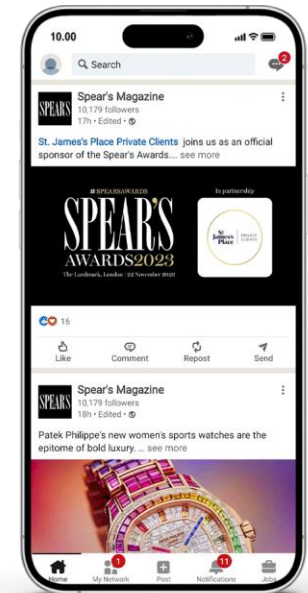 10.00
Search
2
SPEAR'S
Spear's Magazine
10,179 followers
17h • Edited •
St. James's Place Private Clients joins us as an official
sponsor of the Spear's Awards.... see more
#SPEARSAWARDS
SPEAR'S
AWARDS2023
The Landmark, London | 22 November 2023
In partnership
St James's Place
PRIVATE CLIENTS
16
Like
Comment
Repost
Send
SPEAR'S
Spear's Magazine
10,179 followers
18h • Edited •
Patek Philippe's new women's sports watches are the
epitome of bold luxury. ... see more
Home
1
My Network
Post
11
Notifications
Jobs